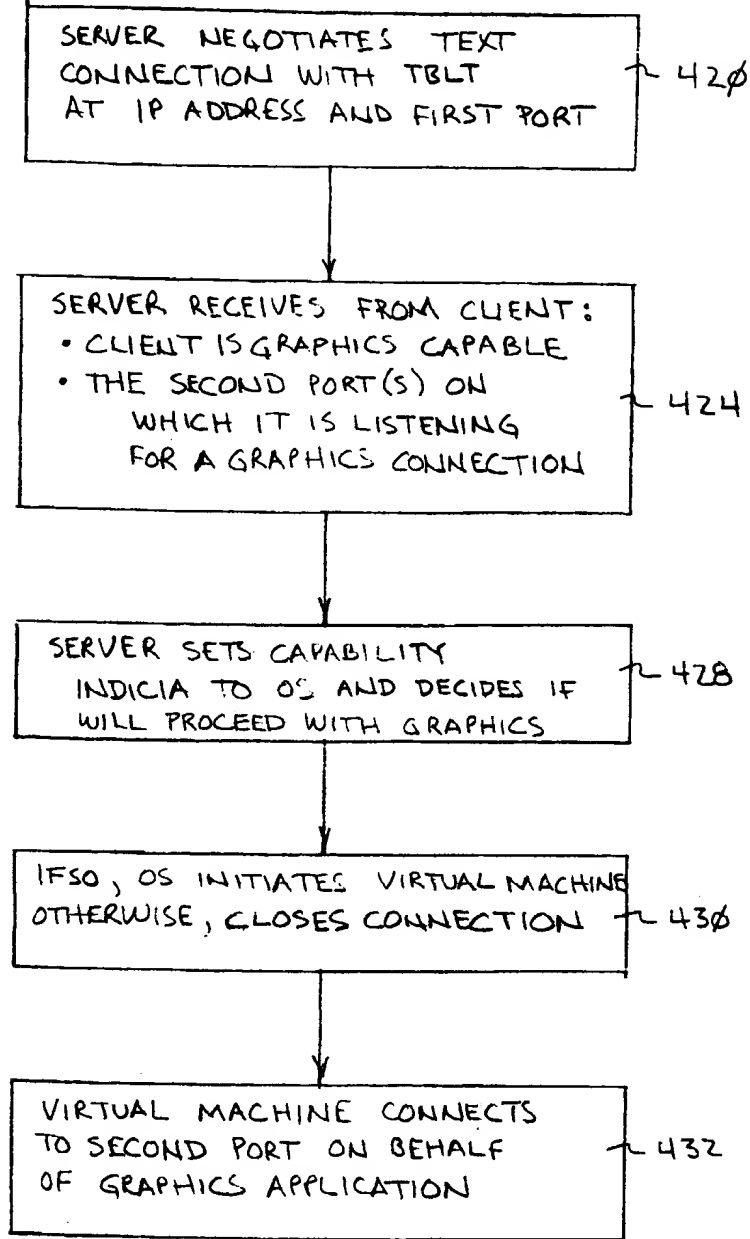 SERVER NEGOTIATES TEXT
CONNECTION WITH TBLT
AT IP ADDRESS AND FIRST PORT
420
SERVER RECEIVES FROM CLIENT:
• CLIENT IS GRAPHICS CAPABLE
• THE SECOND PORT(S) ON
WHICH IT IS LISTENING
FOR A GRAPHICS CONNECTION
424
SERVER SETS CAPABILITY
INDICIA TO OS AND DECIDES IF
WILL PROCEED WITH GRAPHICS
428
IF SO, OS INITIATES VIRTUAL MACHINE
OTHERWISE, CLOSES CONNECTION
430
VIRTUAL MACHINE CONNECTS
TO SECOND PORT ON BEHALF
OF GRAPHICS APPLICATION
432